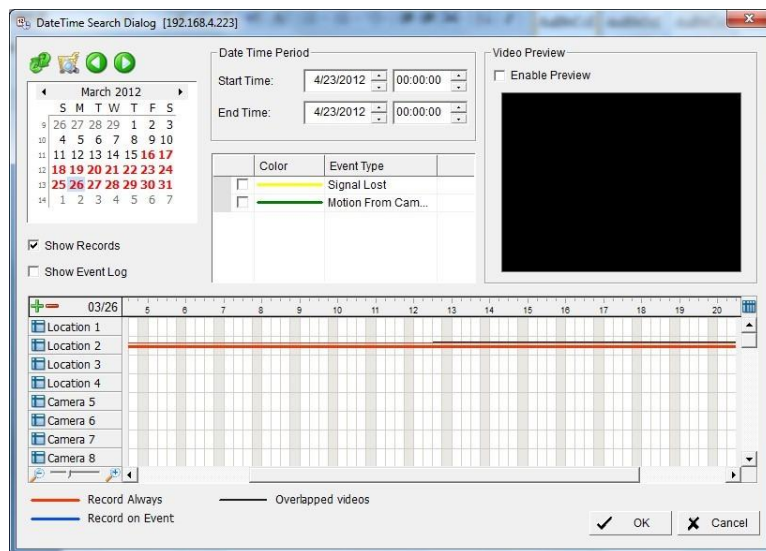 DateTime Search Dialog [192.168.4.223]
March 2012
S M T W T F S
9 26 27 28 29 1 2 3
10 4 5 6 7 8 9 10
11 11 12 13 14 15 16 17
12 18 19 20 21 22 23 24
13 25 26 27 28 29 30 31
14 1 2 3 4 5 6 7
Show Records
Show Event Log
Date Time Period
Start Time: 4/23/2012 00:00:00
End Time: 4/23/2012 00:00:00
Color Event Type
Signal Lost
Motion From Cam...
Video Preview
Enable Preview
03/26 5 6 7 8 9 10 11 12 13 14 15 16 17 18 19 20
Location 1
Location 2
Location 3
Location 4
Camera 5
Camera 6
Camera 7
Camera 8
Record Always
Overlapped videos
Record on Event
OK
Cancel